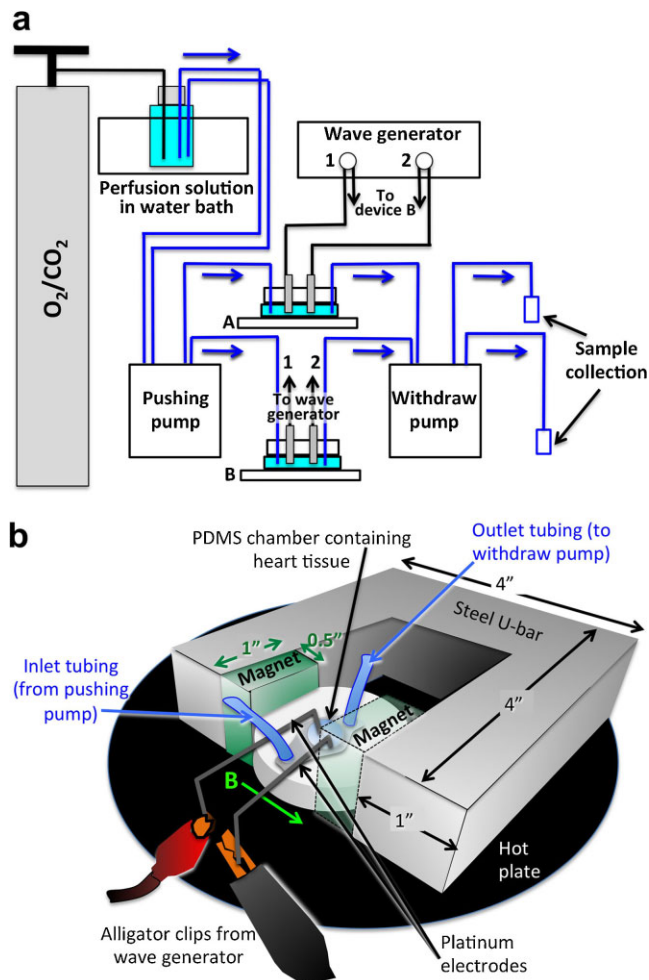 a
Wave generator
1
2
To
device B
Perfusion solution
in water bath
O2/CO2
A
Pushing
pump
1
2
To wave
generator
Withdraw
pump
Sample
collection
B
b
PDMS chamber containing
heart tissue
Outlet tubing (to
withdraw pump)
4”
Steel U-bar
1”
0.5”
Magnet
Inlet tubing
(from pushing
pump)
Magnet
4”
B
1”
Hot
plate
Alligator clips from
wave generator
Platinum
electrodes